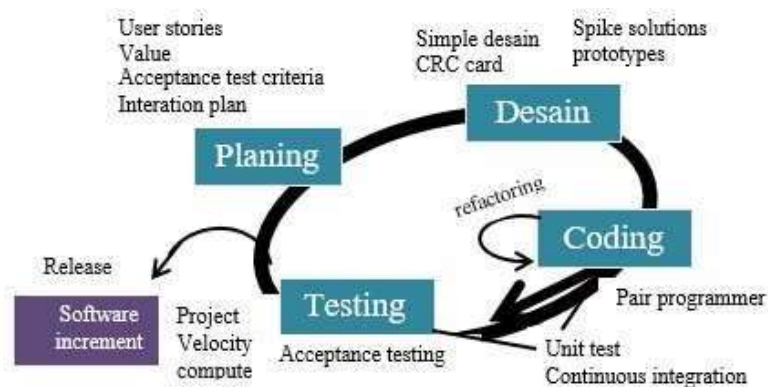 User stories
Value
Acceptance test criteria
Interation plan
Simple desain
CRC card
Spike solutions
prototypes
Planing
Desain
refactoring
Coding
Release
Software
increment
Project
Velocity
compute
Testing
Acceptance testing
Pair programmer
Unit test
Continuous integration